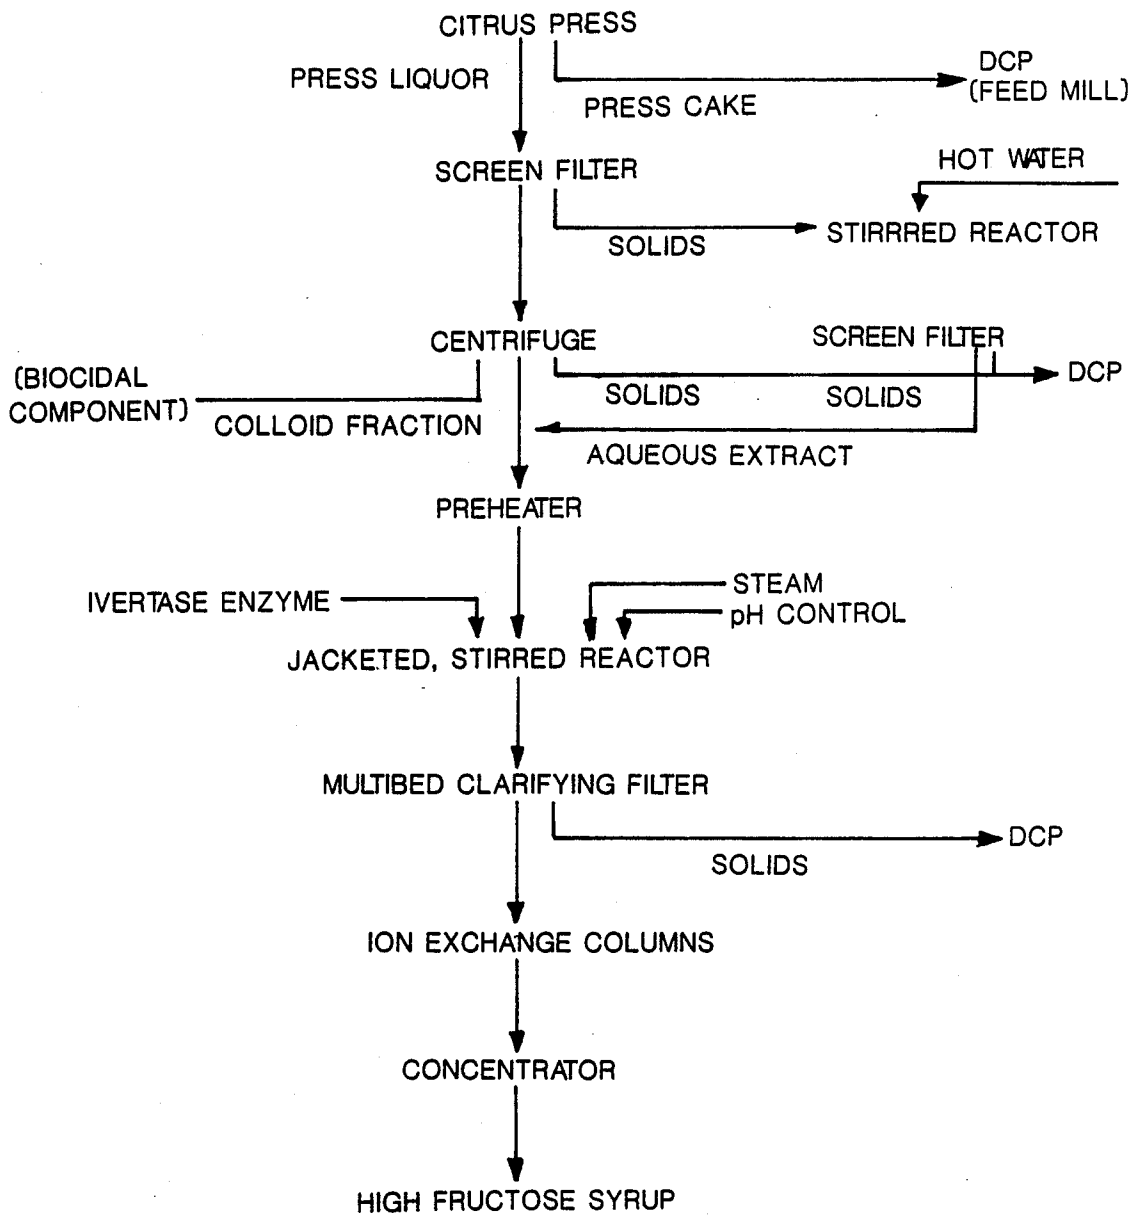 CITRUS PRESS
PRESS LIQUOR
DCP
(FEED MILL)
PRESS CAKE
SCREEN FILTER
HOT WATER
SOLIDS
STIRRRED REACTOR
CENTRIFUGE
SCREEN FILTER
(BIOCIDAL
COMPONENT)
SOLIDS
SOLIDS
DCP
COLLOID FRACTION
AQUEOUS EXTRACT
PREHEATER
IVERTASE ENZYME
STEAM
pH CONTROL
JACKETED, STIRRED REACTOR
MULTIBED CLARIFYING FILTER
DCP
SOLIDS
ION EXCHANGE COLUMNS
CONCENTRATOR
HIGH FRUCTOSE SYRUP